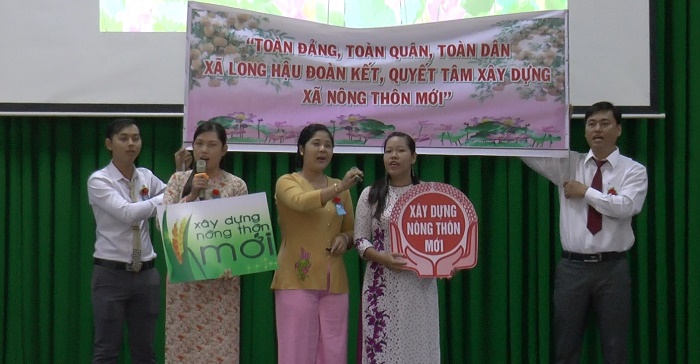 "TOÀN ĐẢNG, TOÀN QUÂN, TOÀN DÂN
XÃ LONG HẬU ĐOÀN KẾT, QUYẾT TÂM XÂY DỰNG
XÃ NÔNG THÔN MỚI"
xây dựng
nông thôn
mới
XÂY DỰNG
NÔNG THÔN
MỚI